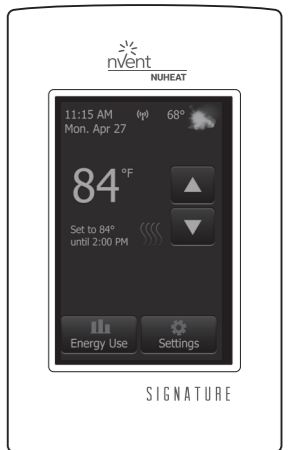 nvent
NUHEAT
11:15 AM 68°
Mon. Apr 27
84°F
Set to 84°
until 2:00 PM
Energy Use Settings
SIGNATURE